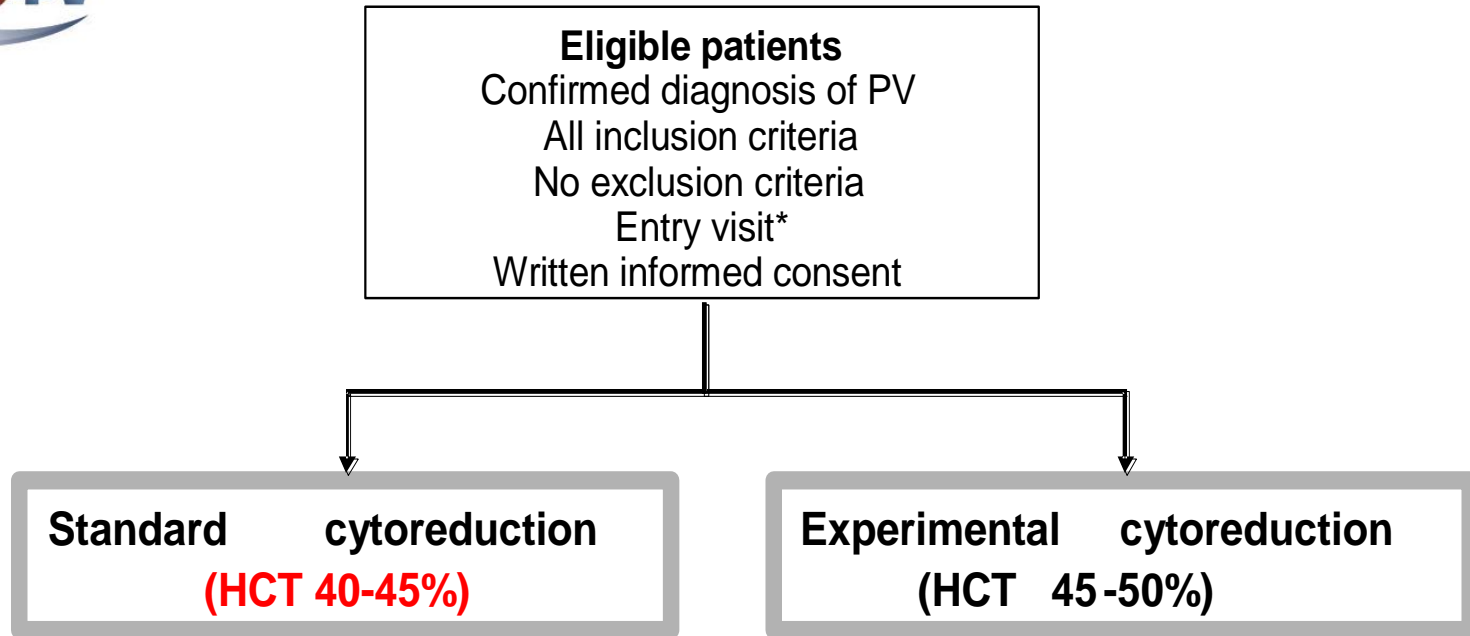 Eligible patients
Confirmed diagnosis of PV
All inclusion criteria
No exclusion criteria
Entry visit*
Written informed consent
Standard cytoreduction
(HCT 40-45%)
Experimental cytoreduction
(HCT 45-50%)